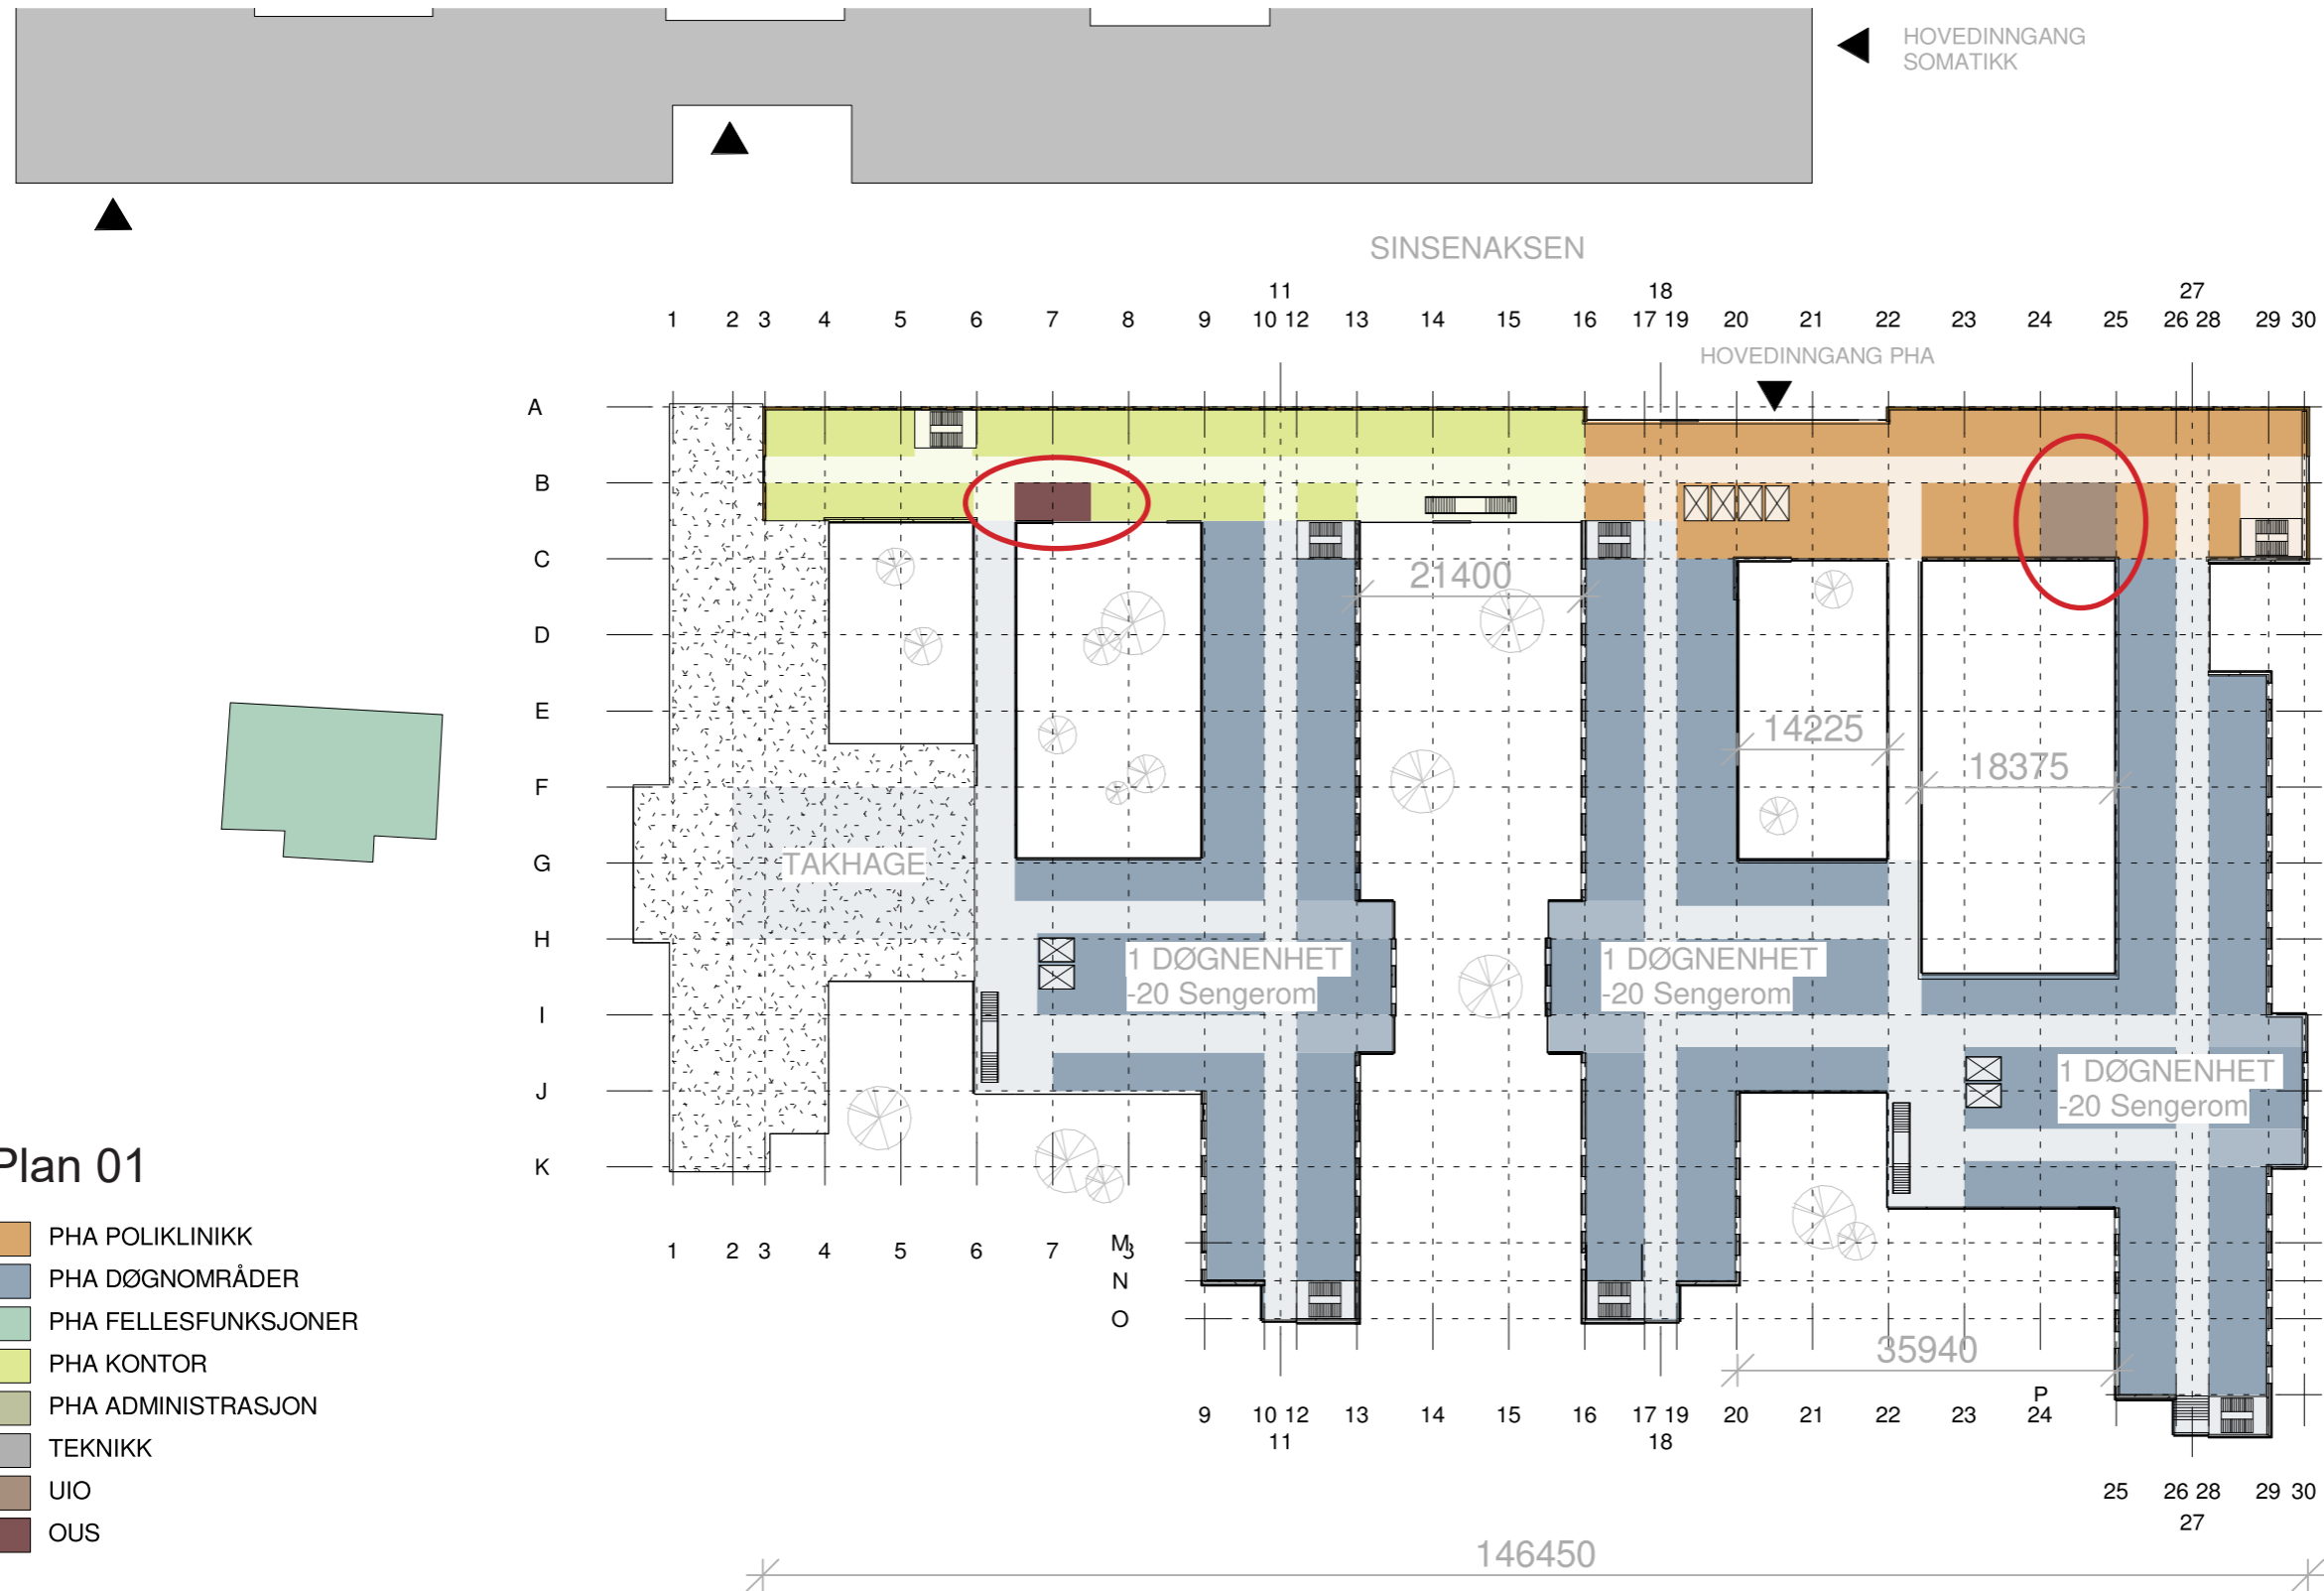 HOVEDINNGANG
SOMATIKK
SINSENAKSEN
11 18 27
1 2 3 4 5 6 7 8 9 10 12 13 14 15 16 17 19 20 21 22 23 24 25 26 28 29 30
HOVEDINNGANG PHA
A
B
C
21400
D
E
14225
F
18375
G
TAKHAGE
H
1 DØGNENHET
-20 Sengerom
1 DØGNENHET
-20 Sengerom
I
1 DØGNENHET
-20 Sengerom
J
K
Plan 01
PHA POLIKLINIKK
PHA DØGNOMRÅDER
PHA FELLESFUNKSJONER
PHA KONTOR
PHA ADMINISTRASJON
TEKNIKK
UIO
OUS
1 2 3 4 5 6 7 8
M
N
O
35940
P
9 10 12 13 14 15 16 17 19 20 21 22 23 24
11 18
25 26 28 29 30
27
146450